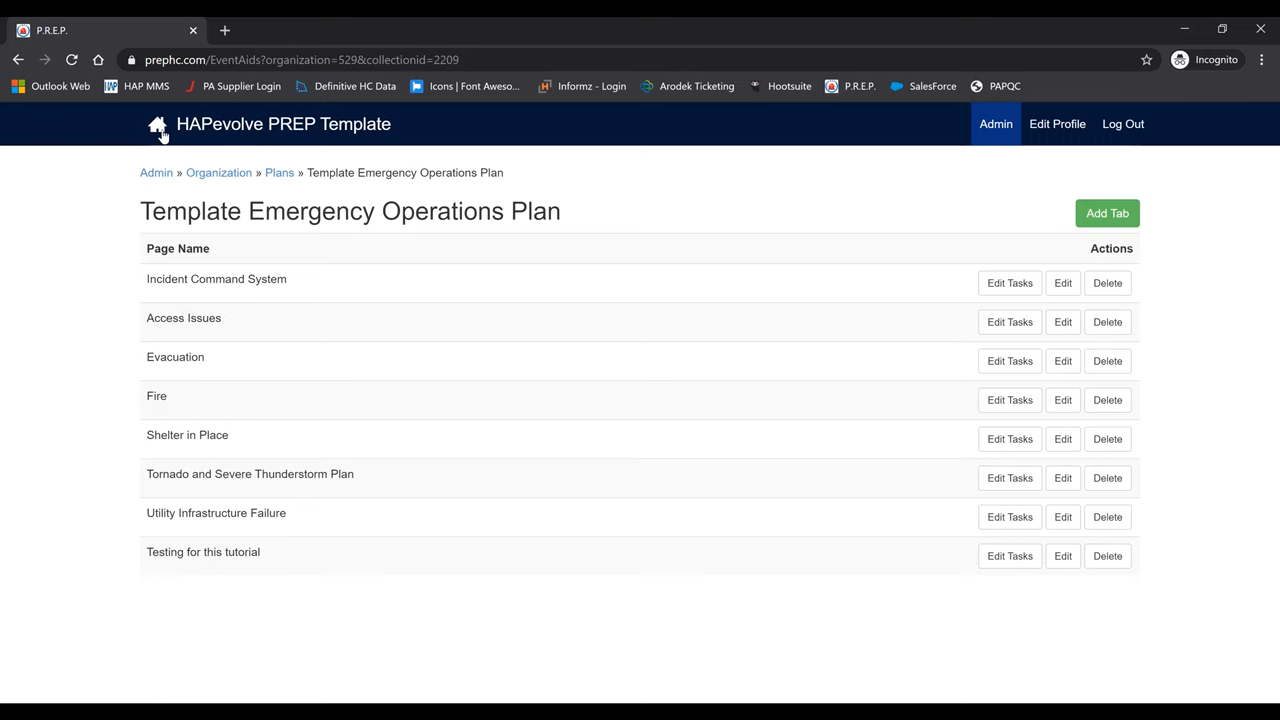 P.R.E.P.
prephc.com/EventAids?organization=529&collectionid=2209
Incognito
Outlook Web
HAP MMS
PA Supplier Login
Definitive HC Data
Icons | Font Aweso...
Informz - Login
Arodek Ticketing
Hootsuite
P.R.E.P.
SalesForce
PAPQC
HAPevolve PREP Template
Admin
Edit Profile
Log Out
Admin » Organization » Plans » Template Emergency Operations Plan
Template Emergency Operations Plan
Add Tab
Page Name
Actions
Incident Command System
Edit Tasks
Edit
Delete
Access Issues
Edit Tasks
Edit
Delete
Evacuation
Edit Tasks
Edit
Delete
Fire
Edit Tasks
Edit
Delete
Shelter in Place
Edit Tasks
Edit
Delete
Tornado and Severe Thunderstorm Plan
Edit Tasks
Edit
Delete
Utility Infrastructure Failure
Edit Tasks
Edit
Delete
Testing for this tutorial
Edit Tasks
Edit
Delete